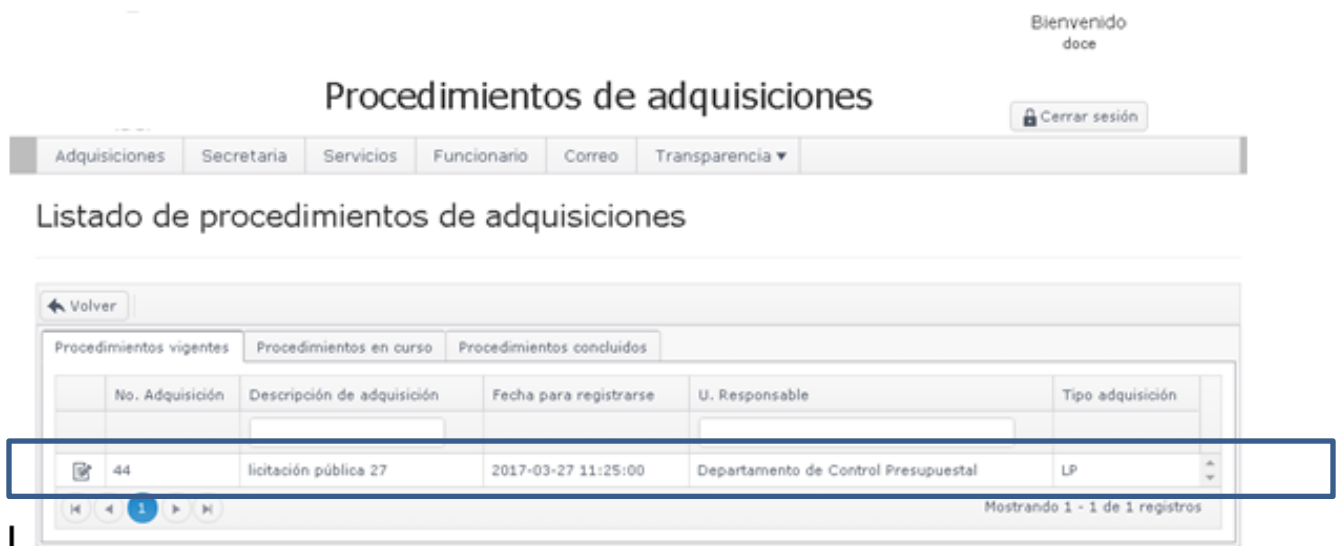 Bienvenido
doce
Procedimientos de adquisiciones
Cerrar sesión
Adquisiciones Secretaria Servicios Funcionario Correo Transparencia ▼
Listado de procedimientos de adquisiciones
Volver
Procedimientos vigentes Procedimientos en curso Procedimientos concluidos
No. Adquisición Descripción de adquisición Fecha para registrarse U. Responsable Tipo adquisición
44 licitación pública 27 2017-03-27 11:25:00 Departamento de Control Presupuestal LP
1 Mostrando 1 - 1 de 1 registros